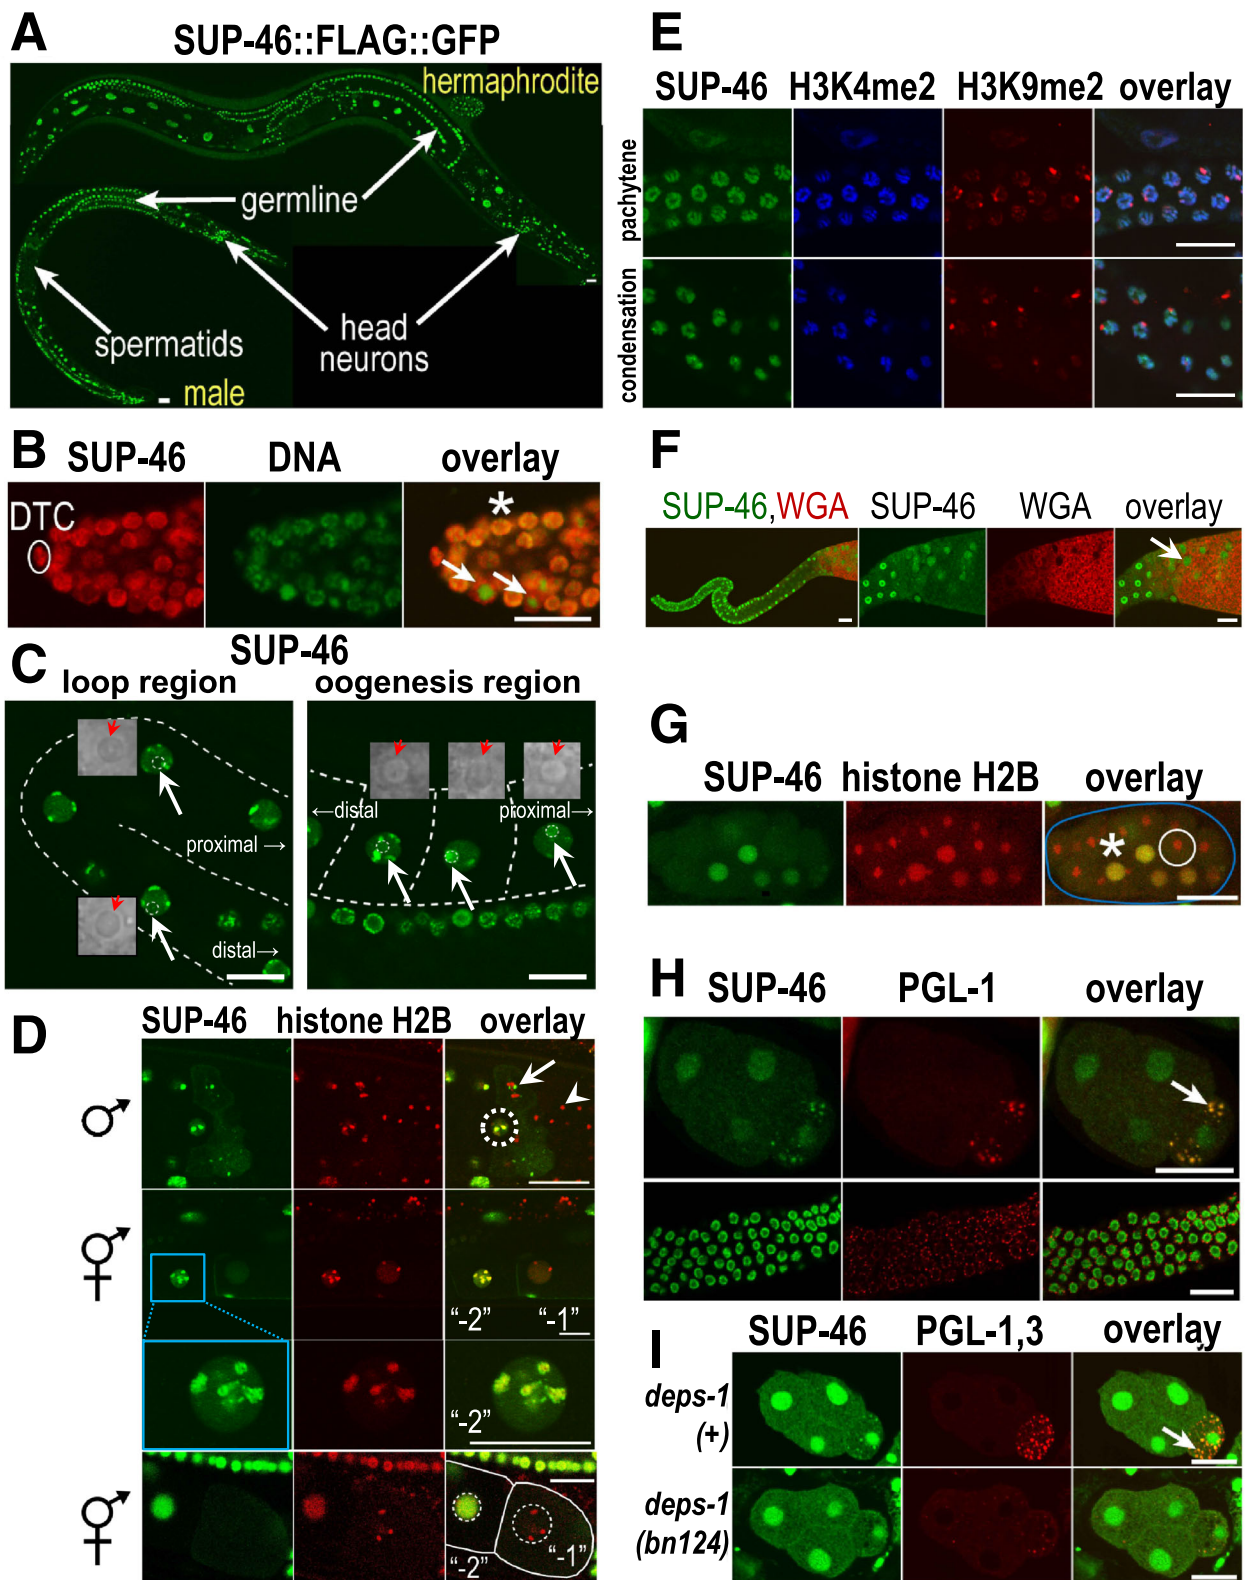 A
SUP-46::FLAG::GFP
hermaphrodite
germline
spermatids
head
neurons
male
B
SUP-46 DNA overlay
DTC
*
C
SUP-46
loop region oogenesis region
←distal
proximal→
proximal →
distal→
D
SUP-46 histone H2B overlay
♂
⚥
"-2" "-1"
"-2"
⚥
"-2"
"-1"
E
SUP-46 H3K4me2 H3K9me2 overlay
pachytene
condensation
F
SUP-46,WGA SUP-46 WGA overlay
G
SUP-46 histone H2B overlay
*
H
SUP-46 PGL-1 overlay
I
SUP-46 PGL-1,3 overlay
deps-1
(+)
deps-1
(bn124)